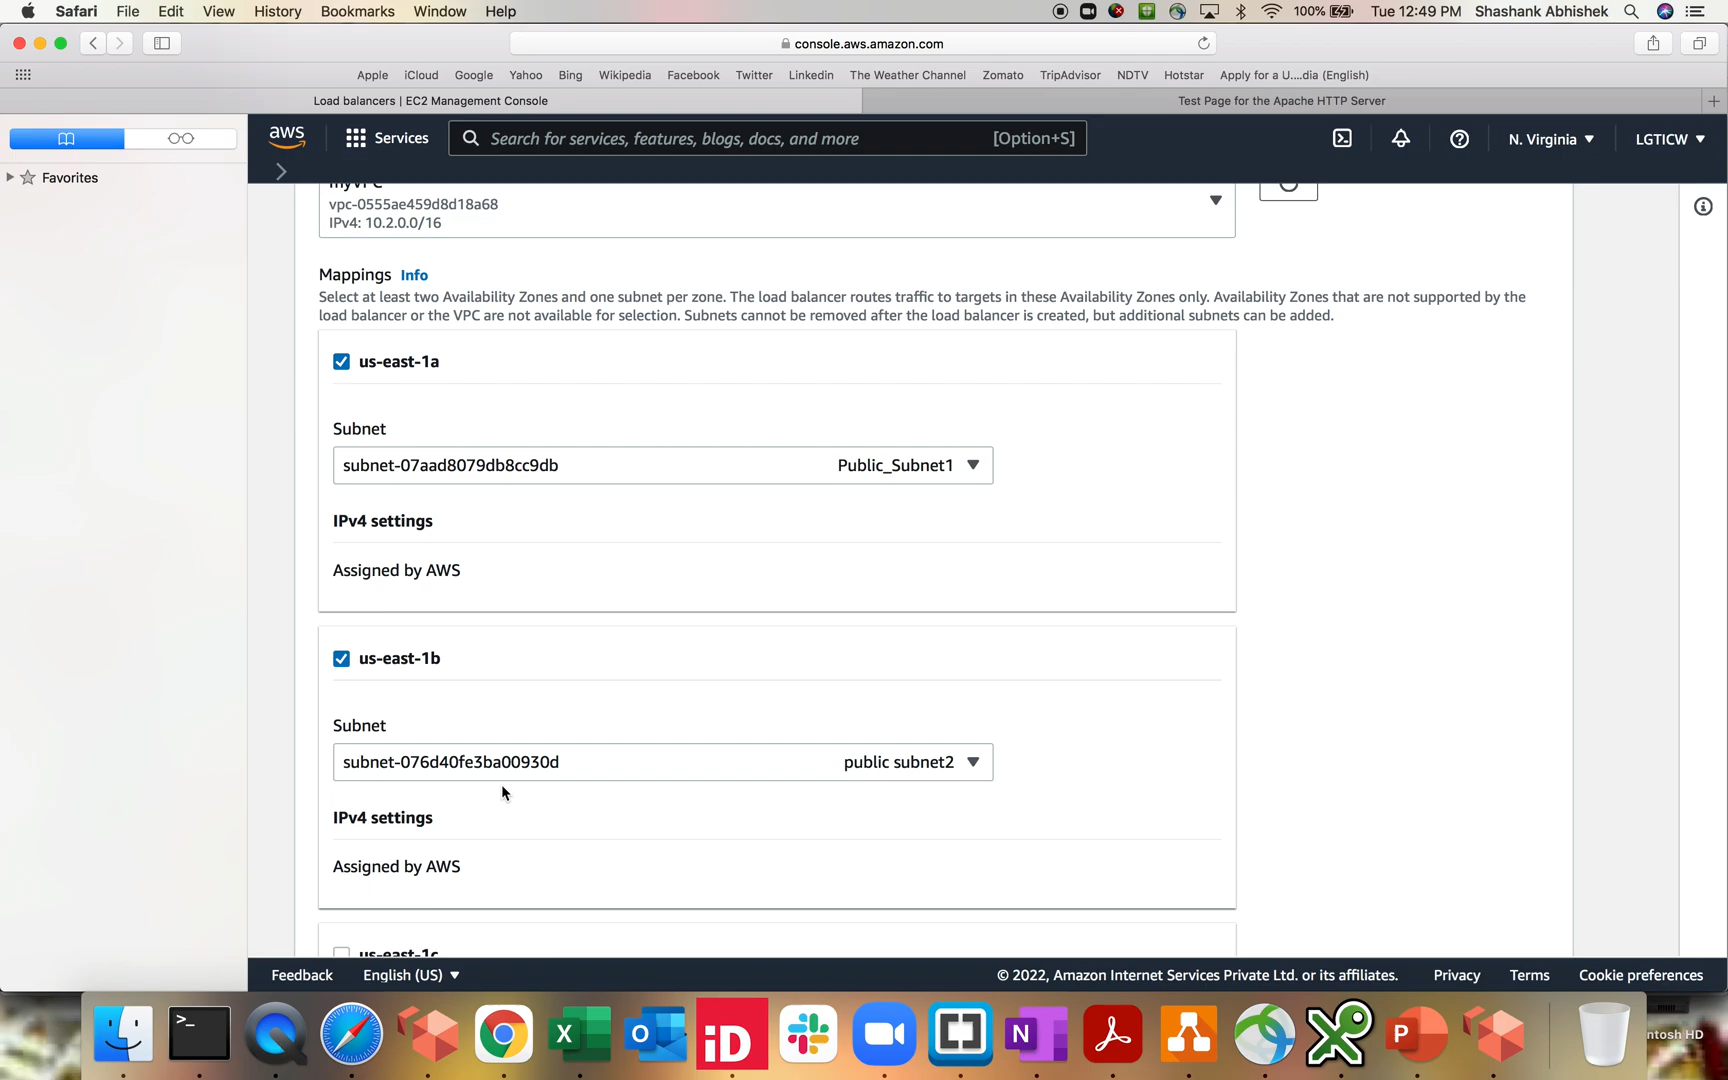 Safari File Edit View History Bookmarks Window Help 100% Tue 12:49 PM Shashank Abhishek
console.aws.amazon.com
Apple iCloud Google Yahoo Bing Wikipedia Facebook Twitter Linkedin The Weather Channel Zomato TripAdvisor NDTV Hotstar Apply for a U....dia (English)
Load balancers | EC2 Management Console
Test Page for the Apache HTTP Server
aws Services Search for services, features, blogs, docs, and more [Option+S] N. Virginia LGTICW
Favorites
myVPC
vpc-0555ae459d8d18a68
IPv4: 10.2.0.0/16
Mappings Info
Select at least two Availability Zones and one subnet per zone. The load balancer routes traffic to targets in these Availability Zones only. Availability Zones that are not supported by the
load balancer or the VPC are not available for selection. Subnets cannot be removed after the load balancer is created, but additional subnets can be added.
us-east-1a
Subnet
subnet-07aad8079db8cc9db Public_Subnet1
IPv4 settings
Assigned by AWS
us-east-1b
Subnet
subnet-076d40fe3ba00930d public subnet2
IPv4 settings
Assigned by AWS
us-east-1c
Feedback English (US) © 2022, Amazon Internet Services Private Ltd. or its affiliates. Privacy Terms Cookie preferences
>_ X O iD N X P
intosh HD